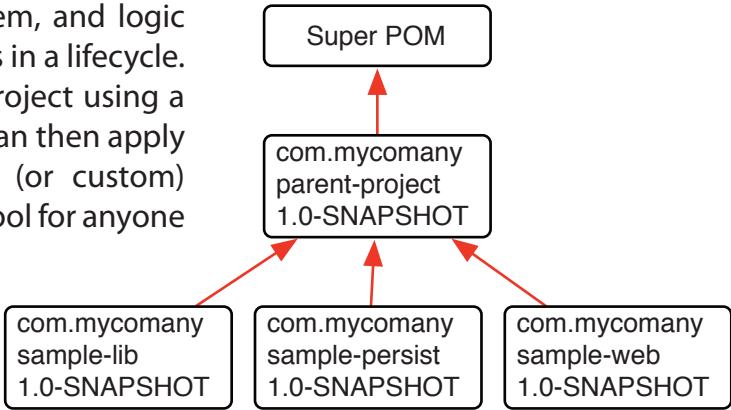 em, and logic
s in a lifecycle.
roject using a
an then apply
(or custom)
ool for anyone
Super POM
com.mycomany
parent-project
1.0-SNAPSHOT
com.mycomany
sample-lib
1.0-SNAPSHOT
com.mycomany
sample-persist
1.0-SNAPSHOT
com.mycomany
sample-web
1.0-SNAPSHOT